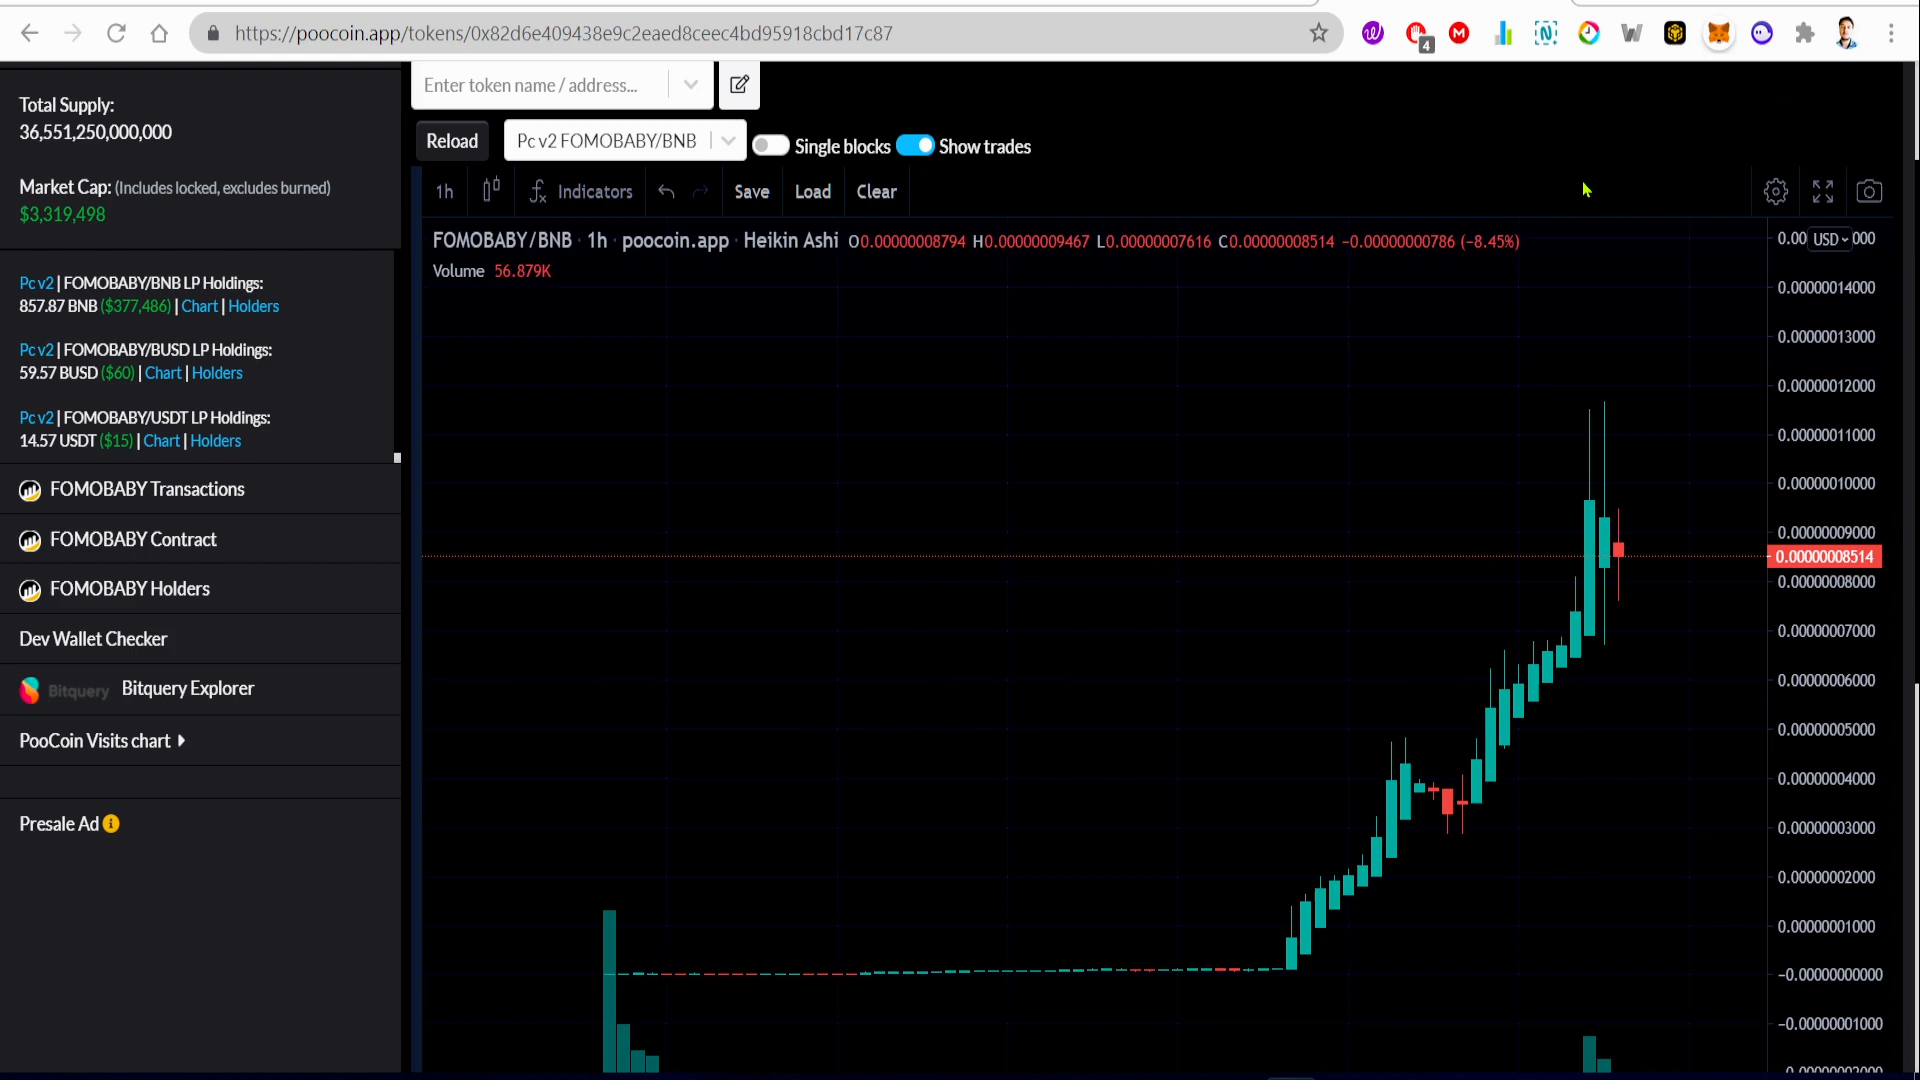 https://poocoin.app/tokens/0x82d6e409438e9c2eaed8ceec4bd95918cbd17c87
4
Enter token name / address...
Total Supply:
36,551,250,000,000
Market Cap: (Includes locked, excludes burned)
$3,319,498
Pc v2 | FOMOBABY/BNB LP Holdings:
857.87 BNB ($377,486) | Chart | Holders
Pc v2 | FOMOBABY/BUSD LP Holdings:
59.57 BUSD ($60) | Chart | Holders
Pc v2 | FOMOBABY/USDT LP Holdings:
14.57 USDT ($15) | Chart | Holders
FOMOBABY Transactions
FOMOBABY Contract
FOMOBABY Holders
Dev Wallet Checker
Bitquery Bitquery Explorer
PooCoin Visits chart
Presale Ad
Reload Pc v2 FOMOBABY/BNB Single blocks Show trades
1h Indicators Save Load Clear
FOMOBABY/BNB · 1h · poocoin.app · Heikin Ashi O0.00000008794 H0.00000009467 L0.00000007616 C0.00000008514 −0.00000000786 (−8.45%)
Volume 56.879K
0.00 USD 000
0.00000014000
0.00000013000
0.00000012000
0.00000011000
0.00000010000
0.00000009000
0.00000008514
0.00000008000
0.00000007000
0.00000006000
0.00000005000
0.00000004000
0.00000003000
0.00000002000
0.00000001000
−0.00000000000
−0.00000001000